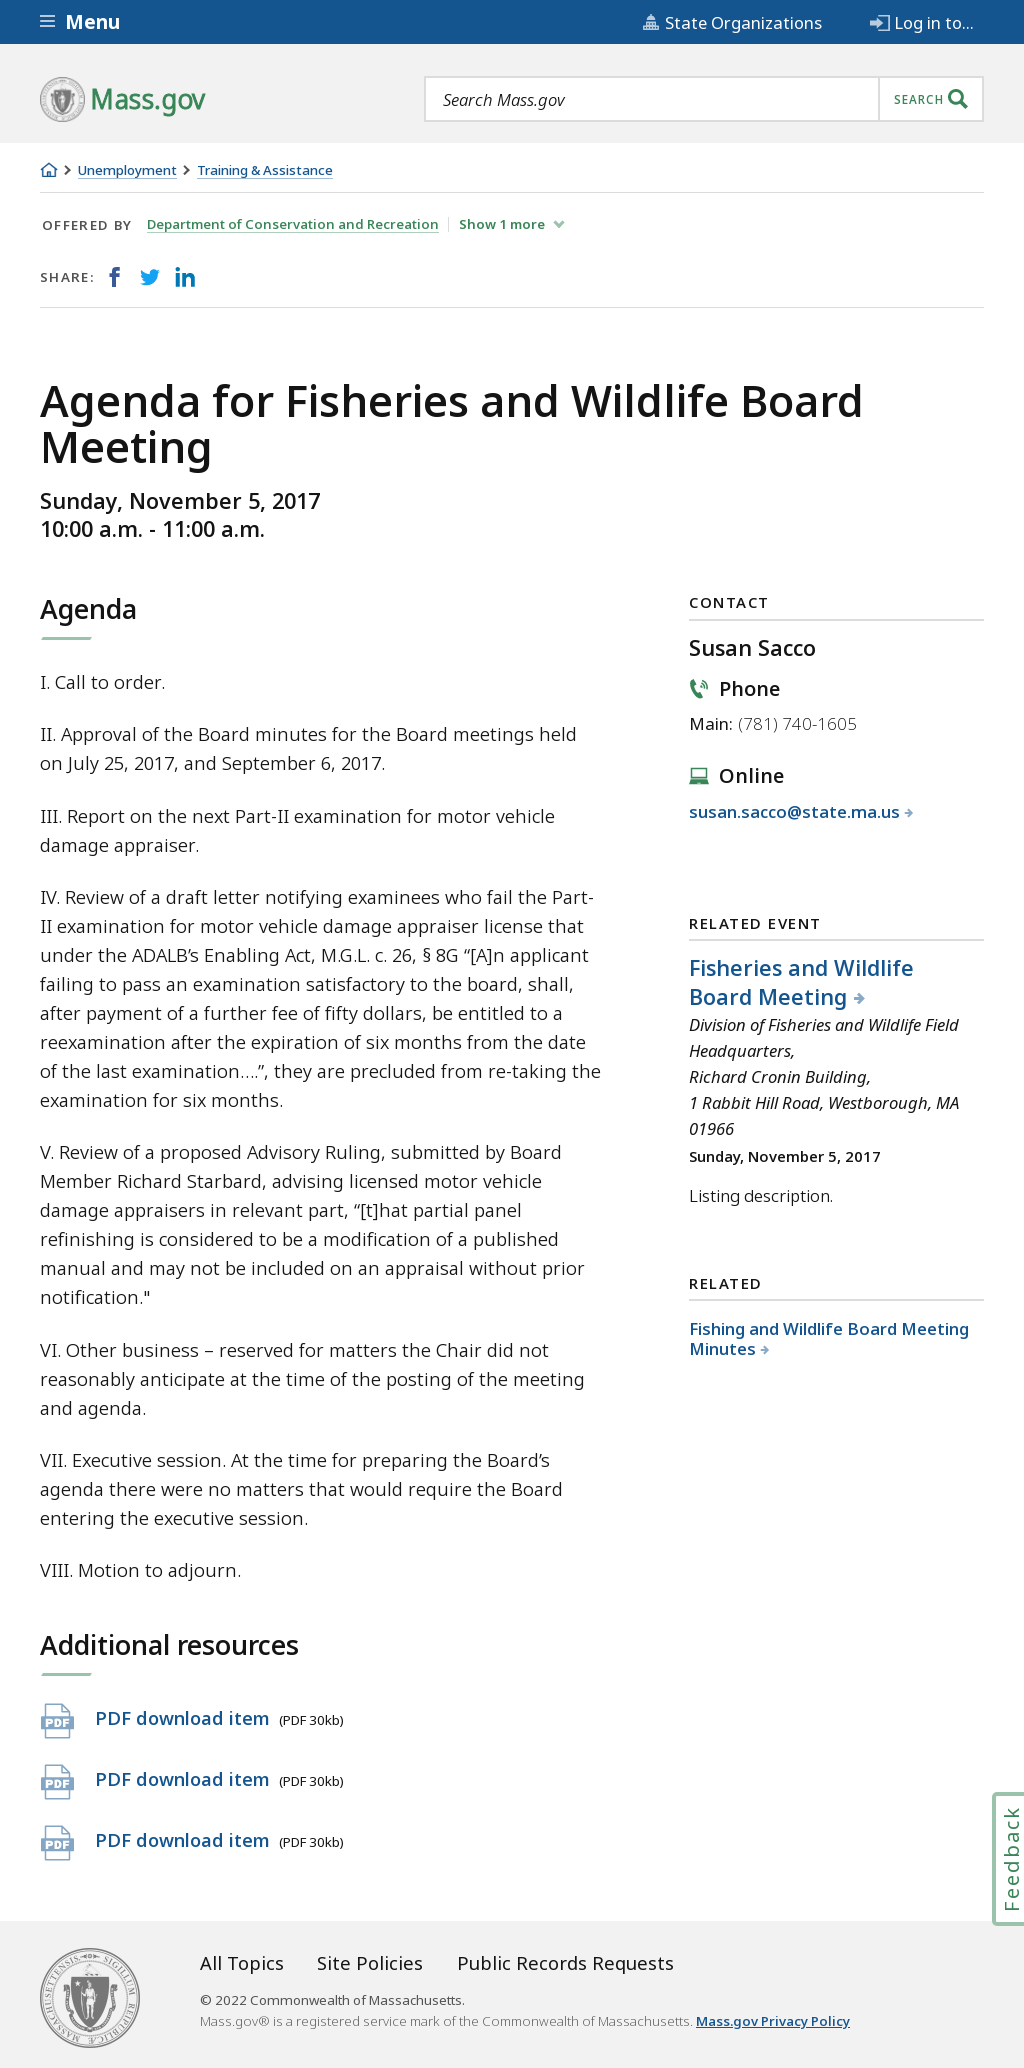 Menu
State Organizations
Log in to...
Mass.gov
Search Mass.gov
SEARCH
Unemployment
Training & Assistance
OFFERED BY
Department of Conservation and Recreation
Show 1 more
SHARE:
Agenda for Fisheries and Wildlife Board
Meeting
Sunday, November 5, 2017
10:00 a.m. - 11:00 a.m.
Agenda
I. Call to order.
II. Approval of the Board minutes for the Board meetings held
on July 25, 2017, and September 6, 2017.
III. Report on the next Part-II examination for motor vehicle
damage appraiser.
IV. Review of a draft letter notifying examinees who fail the Part-
II examination for motor vehicle damage appraiser license that
under the ADALB’s Enabling Act, M.G.L. c. 26, § 8G “[A]n applicant
failing to pass an examination satisfactory to the board, shall,
after payment of a further fee of fifty dollars, be entitled to a
reexamination after the expiration of six months from the date
of the last examination….”, they are precluded from re-taking the
examination for six months.
V. Review of a proposed Advisory Ruling, submitted by Board
Member Richard Starbard, advising licensed motor vehicle
damage appraisers in relevant part, “[t]hat partial panel
refinishing is considered to be a modification of a published
manual and may not be included on an appraisal without prior
notification."
VI. Other business – reserved for matters the Chair did not
reasonably anticipate at the time of the posting of the meeting
and agenda.
VII. Executive session. At the time for preparing the Board’s
agenda there were no matters that would require the Board
entering the executive session.
VIII. Motion to adjourn.
Additional resources
PDF
PDF download item (PDF 30kb)
PDF
PDF download item (PDF 30kb)
PDF
PDF download item (PDF 30kb)
CONTACT
Susan Sacco
Phone
Main: (781) 740-1605
Online
susan.sacco@state.ma.us
RELATED EVENT
Fisheries and Wildlife
Board Meeting
Division of Fisheries and Wildlife Field
Headquarters,
Richard Cronin Building,
1 Rabbit Hill Road, Westborough, MA
01966
Sunday, November 5, 2017
Listing description.
RELATED
Fishing and Wildlife Board Meeting
Minutes
Feedback
All Topics
Site Policies
Public Records Requests
© 2022 Commonwealth of Massachusetts.
Mass.gov® is a registered service mark of the Commonwealth of Massachusetts. Mass.gov Privacy Policy